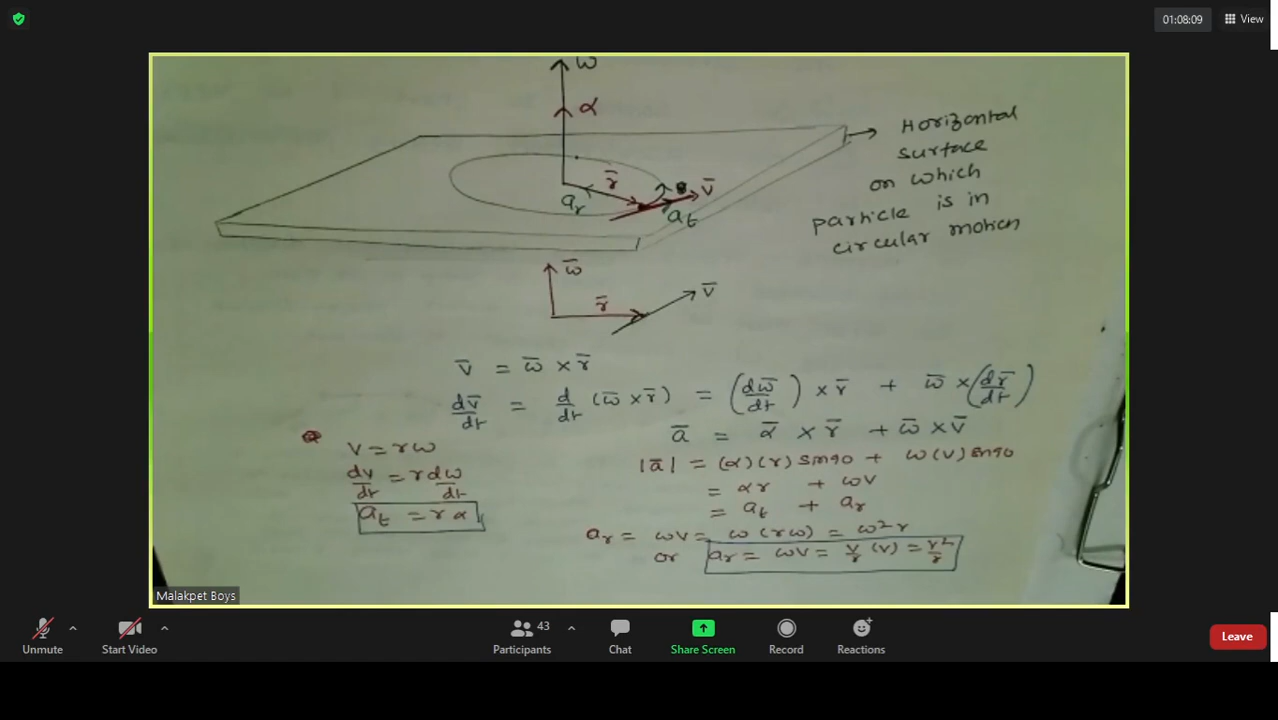 01:08:09
View
ω
α
r̅
v̅
aᵣ
aₜ
Horizontal
surface
on which
particle is in
circular motion
ω̅
r̅
v̅
v̅ = ω̅ × r̅
dv̅/dt = d/dt (ω̅ × r̅) = (dω̅/dt) × r̅ + ω̅ × (dr̅/dt)
a̅ = α̅ × r̅ + ω̅ × v̅
|a̅| = (α)(r) sin90 + ω(v) sin90
= αr + ωv
= aₜ + aᵣ
v = rω
dv/dt = r dω/dt
aₜ = rα
aᵣ = ωv = ω(rω) = ω²r
or aᵣ = ωv = v/r (v) = v²/r
Malakpet Boys
Unmute
Start Video
Participants
43
Chat
Share Screen
Record
Reactions
Leave